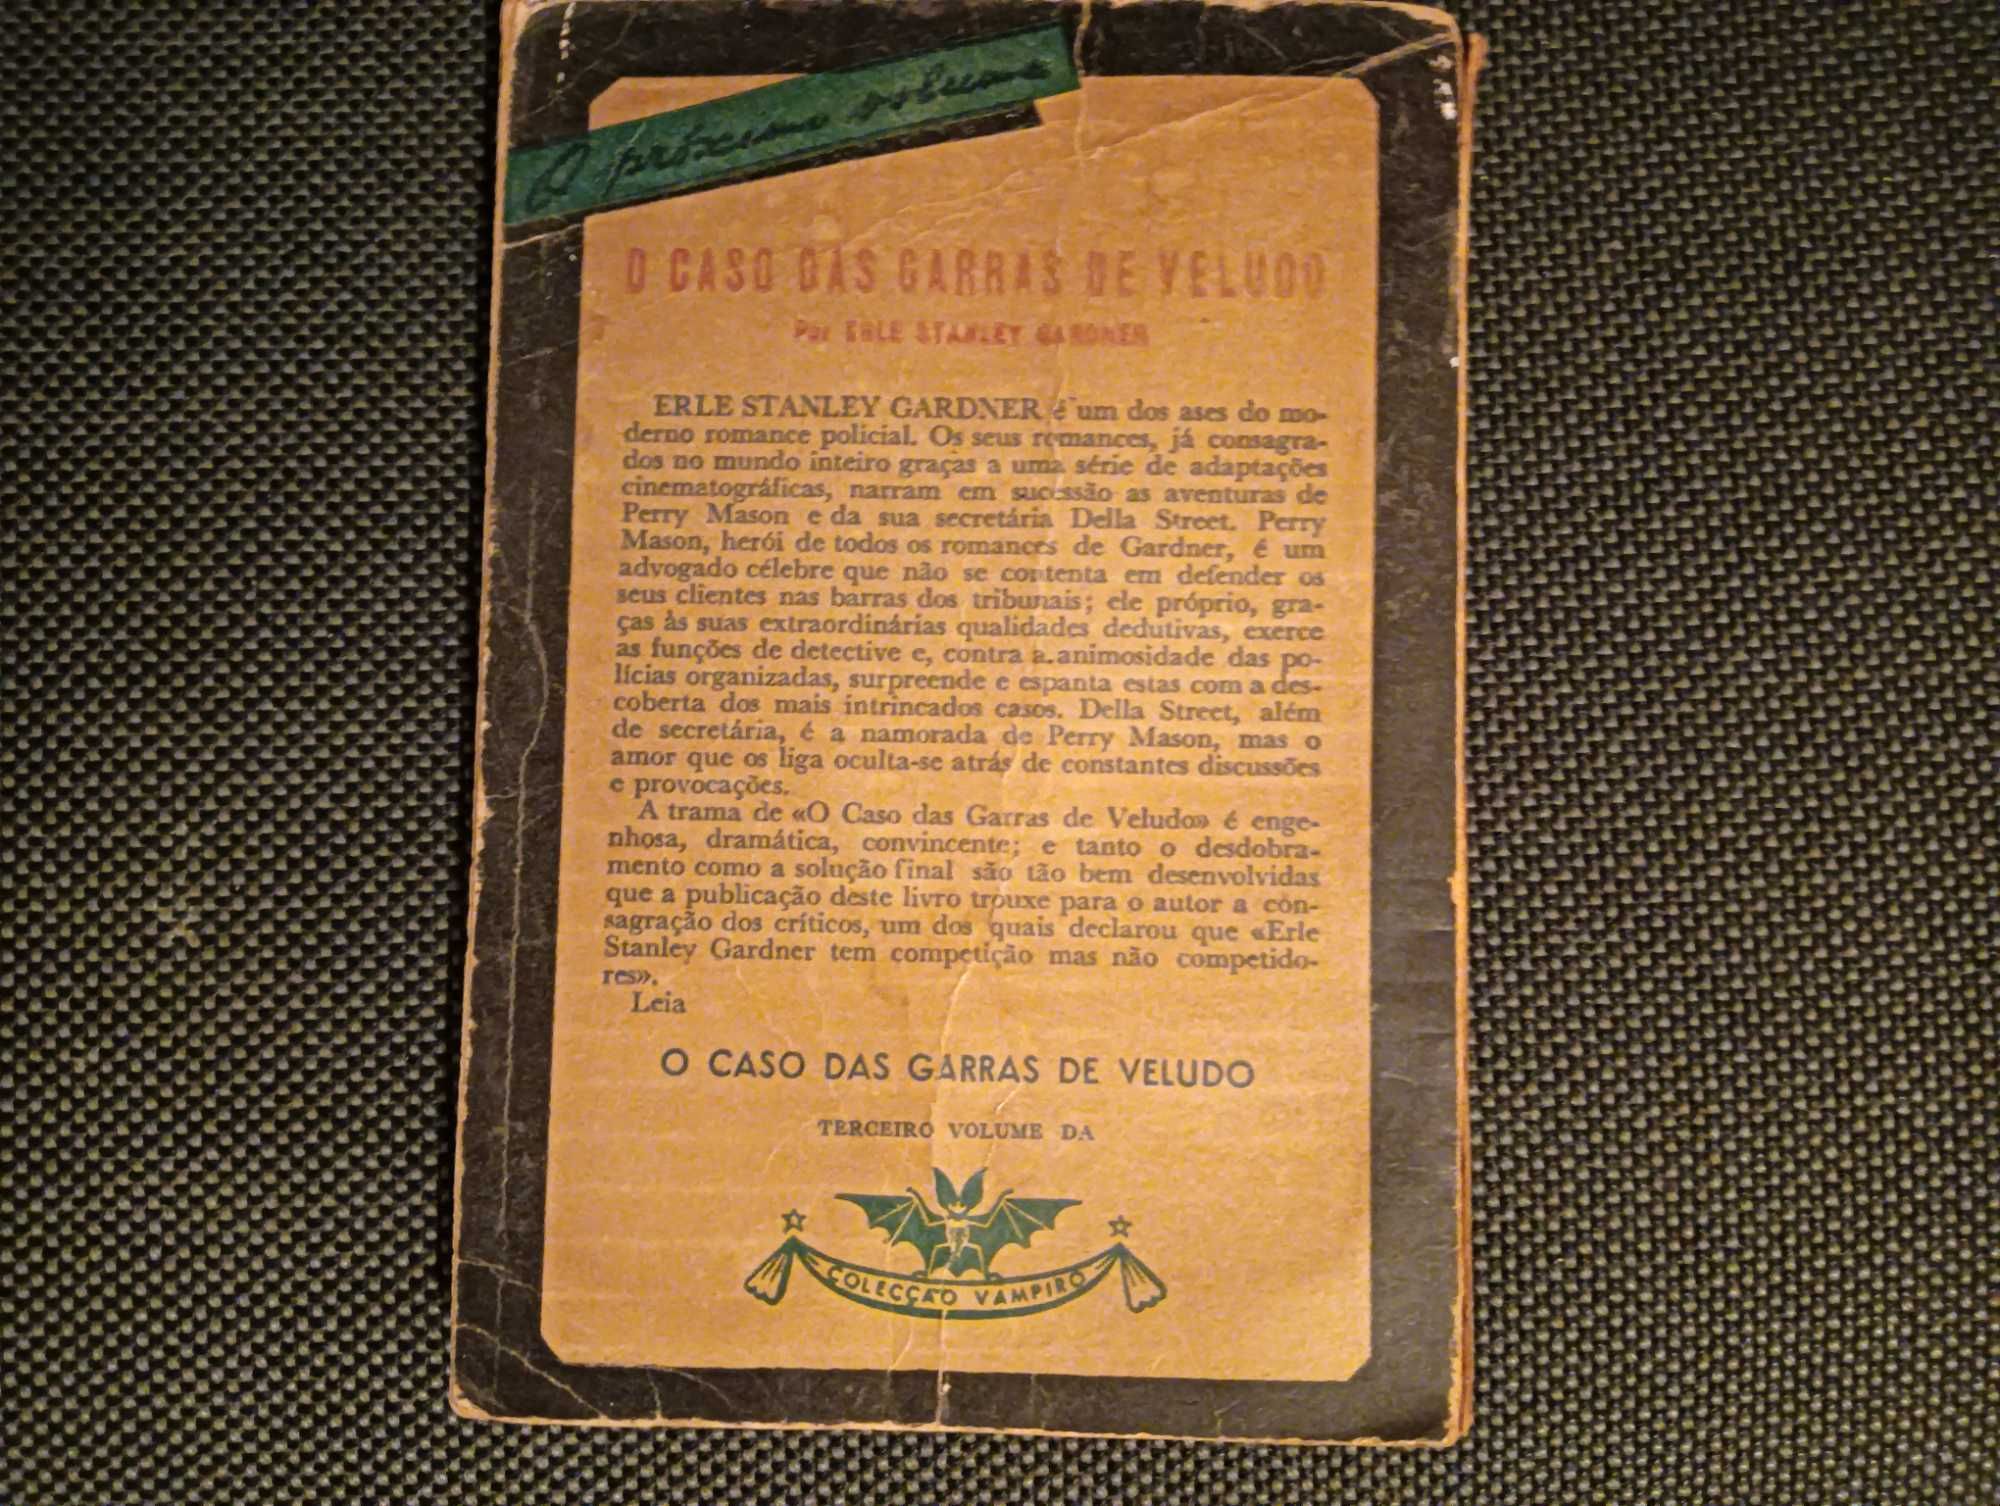 O próximo volume
O CASO DAS GARRAS DE VELUDO
Por ERLE STANLEY GARDNER
ERLE STANLEY GARDNER é um dos ases do mo-
derno romance policial. Os seus romances, já consagra-
dos no mundo inteiro graças a uma série de adaptações
cinematográficas, narram em sucessão as aventuras de
Perry Mason e da sua secretária Della Street. Perry
Mason, herói de todos os romances de Gardner, é um
advogado célebre que não se contenta em defender os
seus clientes nas barras dos tribunais; ele próprio, gra-
ças às suas extraordinárias qualidades dedutivas, exerce
as funções de detective e, contra a animosidade das po-
lícias organizadas, surpreende e espanta estas com a des-
coberta dos mais intrincados casos. Della Street, além
de secretária, é a namorada de Perry Mason, mas o
amor que os liga oculta-se atrás de constantes discussões
e provocações.
A trama de «O Caso das Garras de Veludo» é enge-
nhosa, dramática, convincente; e tanto o desdobra-
mento como a solução final são tão bem desenvolvidas
que a publicação deste livro trouxe para o autor a con-
sagração dos críticos, um dos quais declarou que «Erle
Stanley Gardner tem competição mas não competido-
res».
Leia
O CASO DAS GARRAS DE VELUDO
TERCEIRO VOLUME DA
COLECÇÃO VAMPIRO